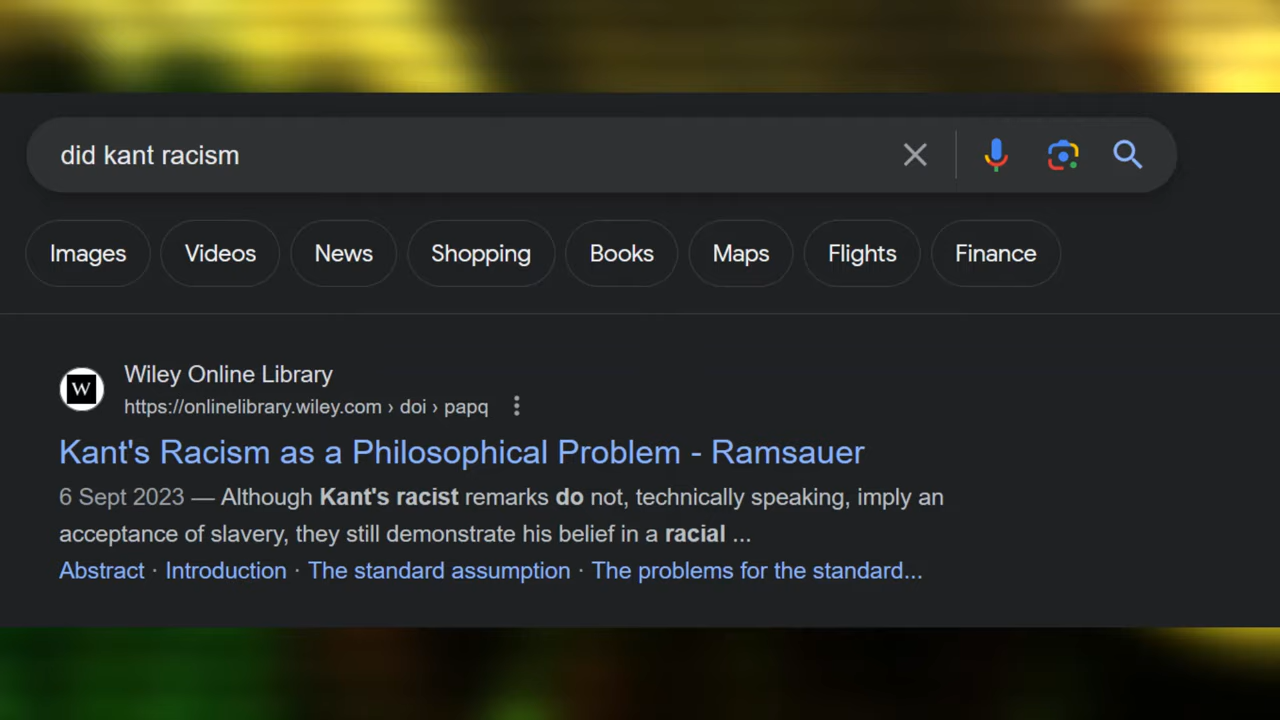 did kant racism
Images Videos News Shopping Books Maps Flights Finance
W
Wiley Online Library
https://onlinelibrary.wiley.com › doi › papq
Kant's Racism as a Philosophical Problem - Ramsauer
6 Sept 2023 — Although Kant's racist remarks do not, technically speaking, imply an
acceptance of slavery, they still demonstrate his belief in a racial ...
Abstract · Introduction · The standard assumption · The problems for the standard...